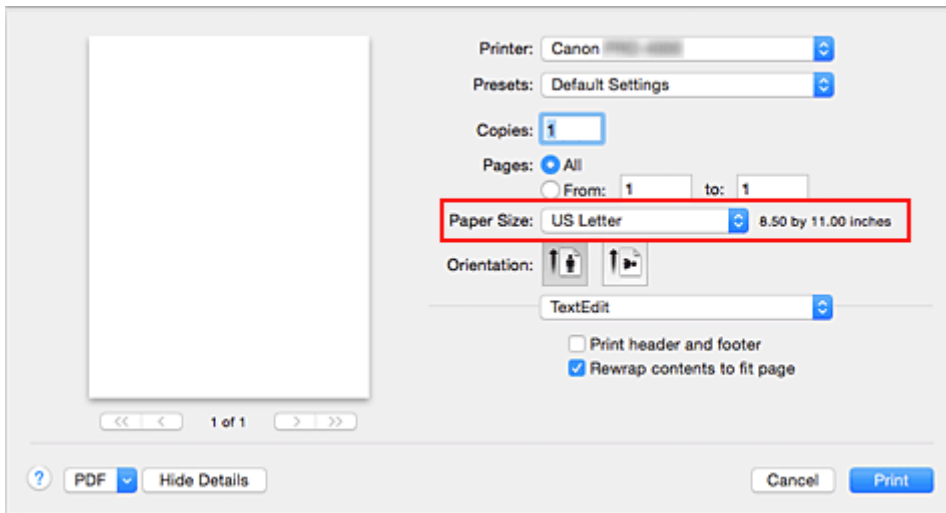 Printer: Canon
Presets: Default Settings
Copies: 1
Pages: All
From: 1 to: 1
Paper Size: US Letter 8.50 by 11.00 inches
Orientation:
TextEdit
Print header and footer
Rewrap contents to fit page
1 of 1
? PDF Hide Details Cancel Print